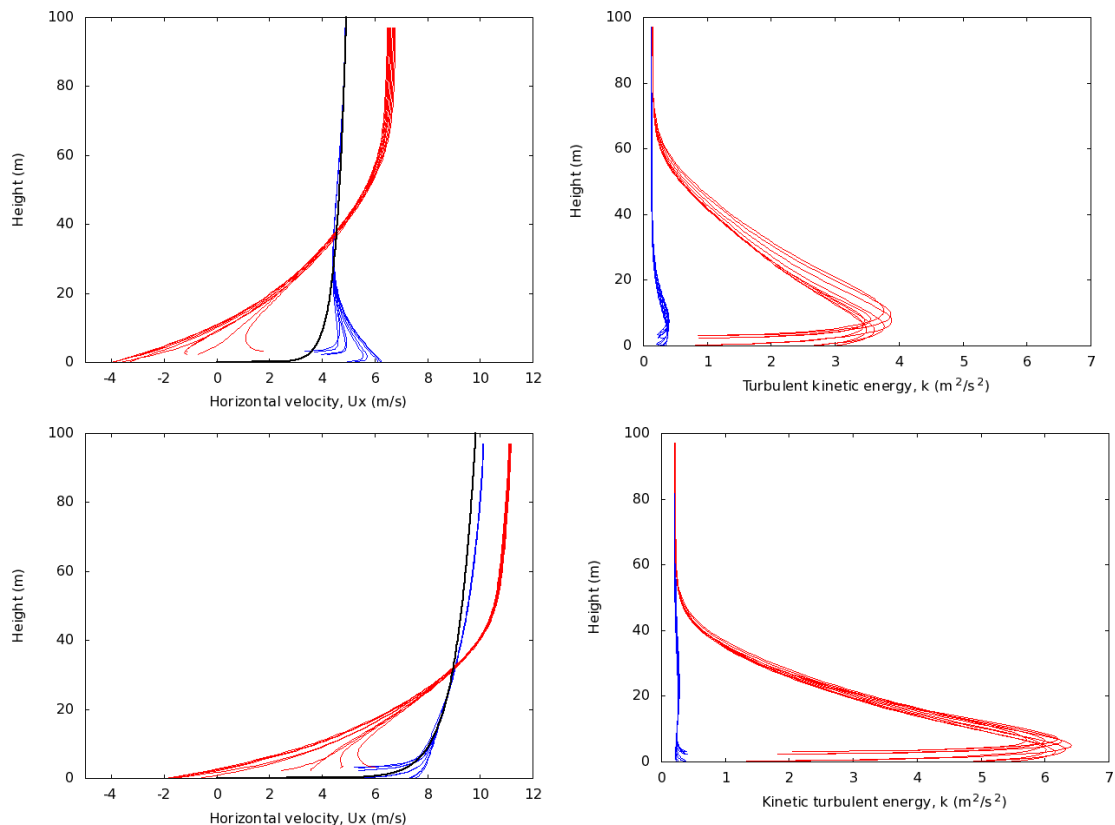 100
80
60
40
20
0
Height (m)
-4 -2 0 2 4 6 8 10 12
Horizontal velocity, Ux (m/s)
100
80
60
40
20
0
Height (m)
0 1 2 3 4 5 6 7
Turbulent kinetic energy, k (m²/s²)
100
80
60
40
20
0
Height (m)
-4 -2 0 2 4 6 8 10 12
Horizontal velocity, Ux (m/s)
100
80
60
40
20
0
Height (m)
0 1 2 3 4 5 6 7
Kinetic turbulent energy, k (m²/s²)